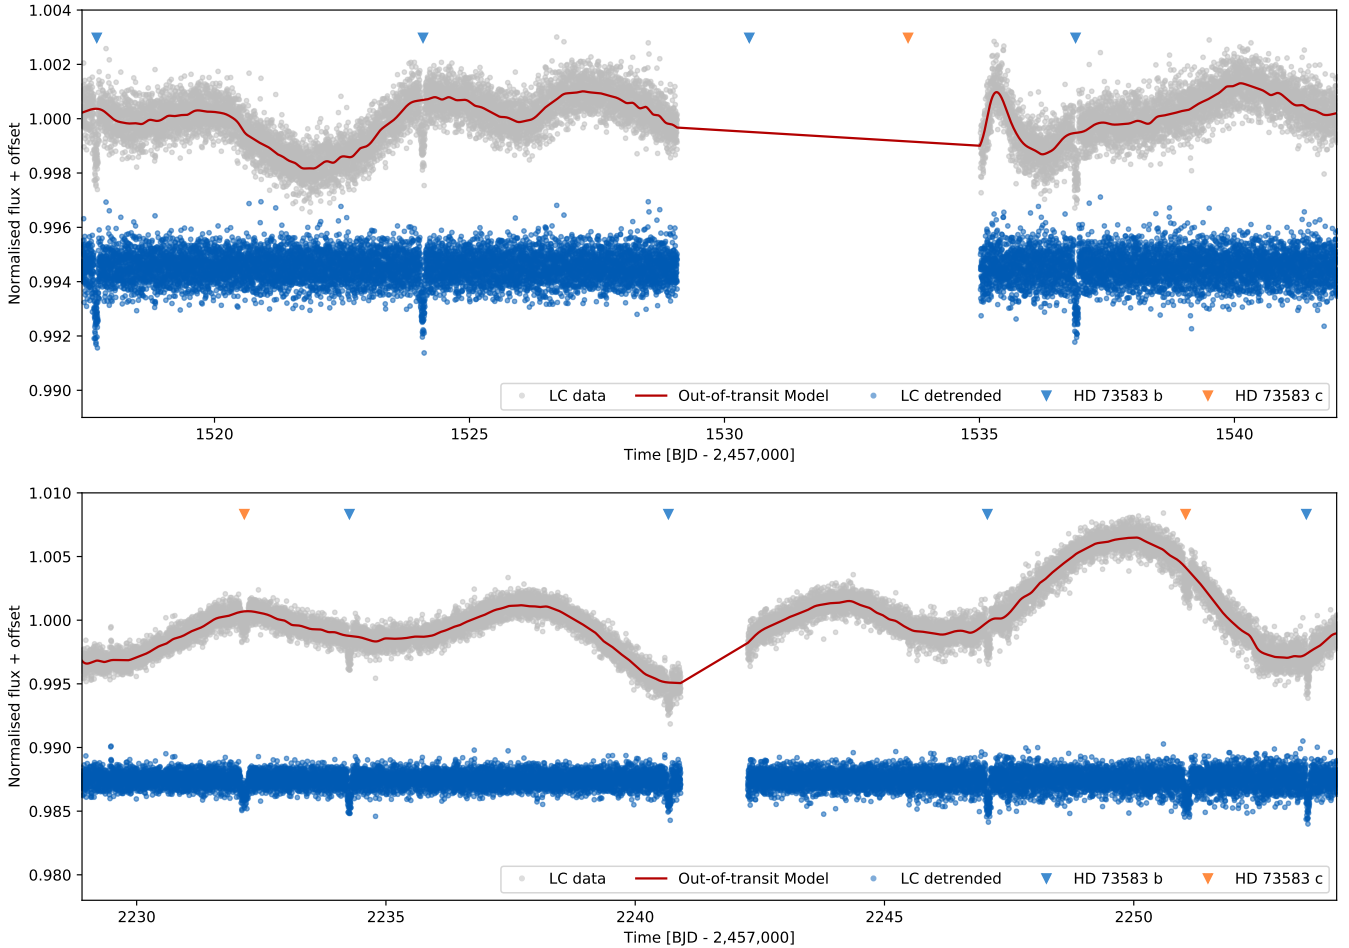 1.004
1.002
1.000
0.998
0.996
0.994
0.992
0.990
Normalised flux + offset
LC data
Out-of-transit Model
LC detrended
HD 73583 b
HD 73583 c
1520
1525
1530
1535
1540
Time [BJD - 2,457,000]
1.010
1.005
1.000
0.995
0.990
0.985
0.980
Normalised flux + offset
LC data
Out-of-transit Model
LC detrended
HD 73583 b
HD 73583 c
2230
2235
2240
2245
2250
Time [BJD - 2,457,000]